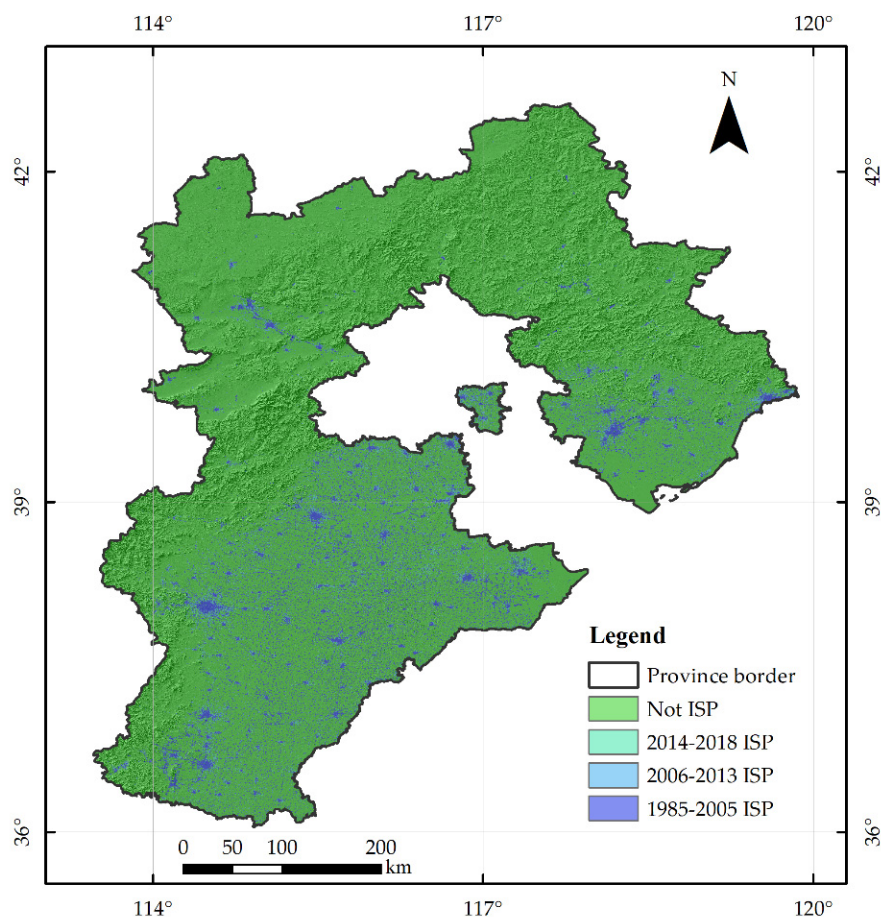 114°
117°
120°
N
42°
42°
39°
39°
36°
36°
Legend
Province border
Not ISP
2014-2018 ISP
2006-2013 ISP
1985-2005 ISP
0 50 100 200
km
114°
117°
120°